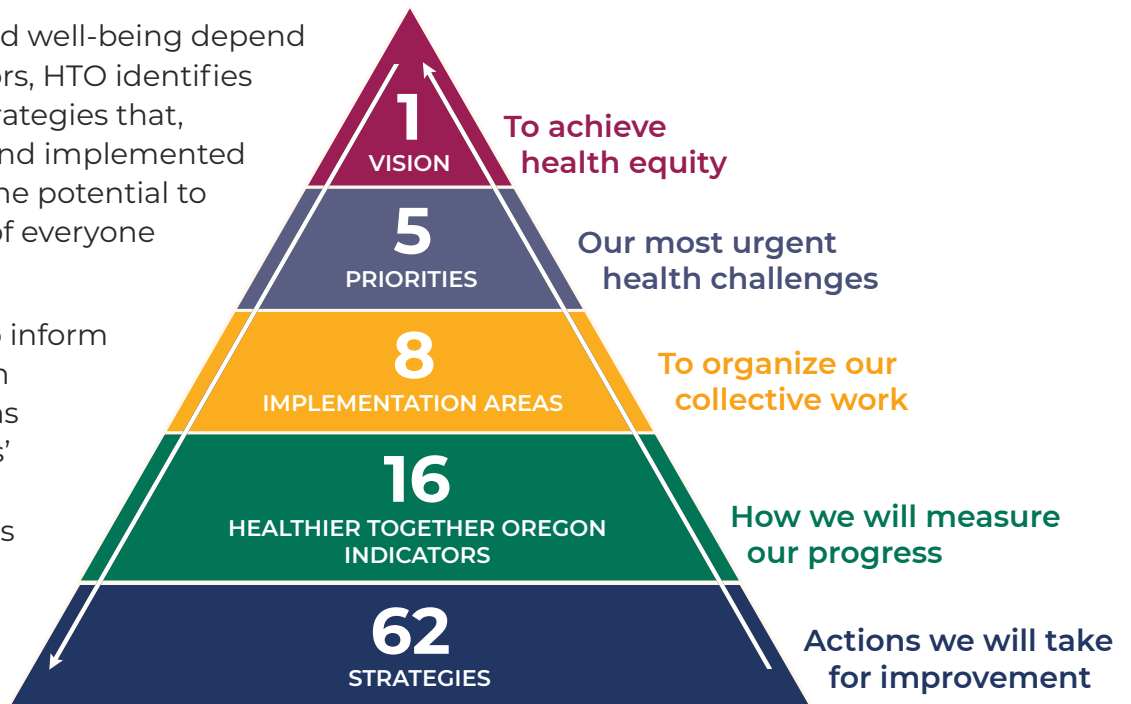 d well-being depend
ors, HTO identifies
rategies that,
nd implemented
he potential to
of everyone
o inform
n
ns
s’
s
1
VISION
To achieve
health equity
5
PRIORITIES
Our most urgent
health challenges
8
IMPLEMENTATION AREAS
To organize our
collective work
16
HEALTHIER TOGETHER OREGON
INDICATORS
How we will measure
our progress
62
STRATEGIES
Actions we will take
for improvement